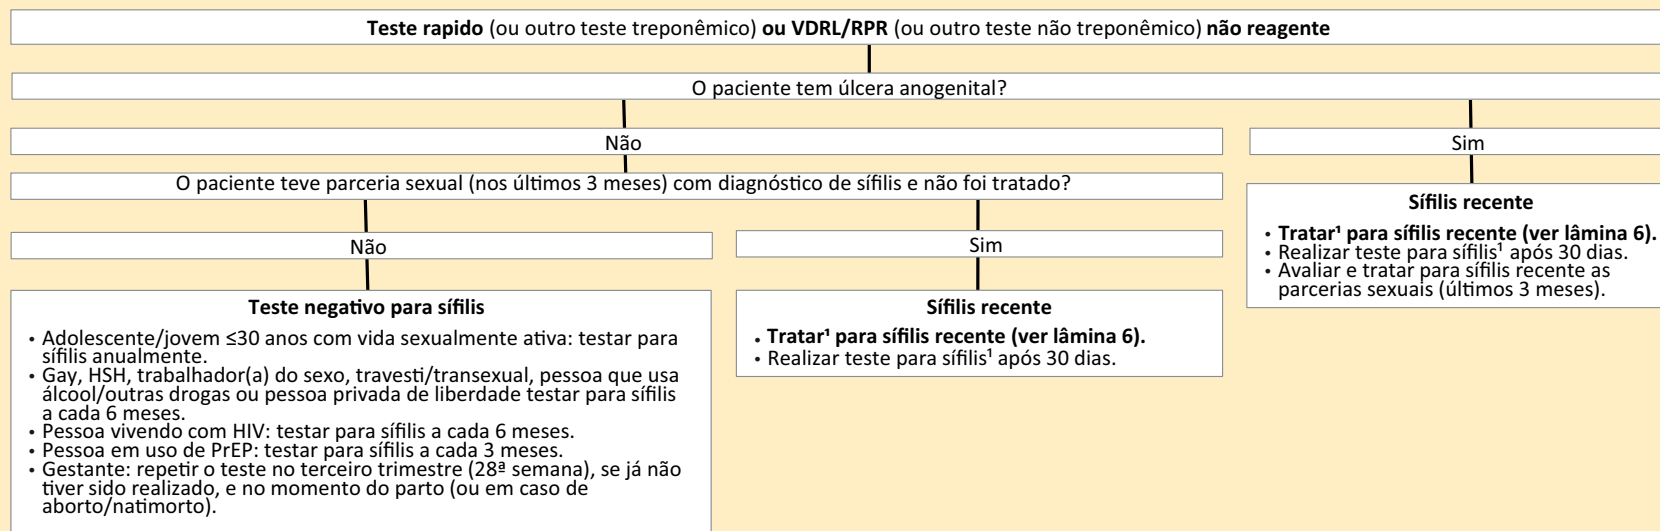 Teste rapido (ou outro teste treponêmico) ou VDRL/RPR (ou outro teste não treponêmico) não reagente
O paciente tem úlcera anogenital?
Não
Sim
O paciente teve parceria sexual (nos últimos 3 meses) com diagnóstico de sífilis e não foi tratado?
Não
Sim
Teste negativo para sífilis
• Adolescente/jovem ≤30 anos com vida sexualmente ativa: testar para
sífilis anualmente.
• Gay, HSH, trabalhador(a) do sexo, travesti/transexual, pessoa que usa
álcool/outras drogas ou pessoa privada de liberdade testar para sífilis
a cada 6 meses.
• Pessoa vivendo com HIV: testar para sífilis a cada 6 meses.
• Pessoa em uso de PrEP: testar para sífilis a cada 3 meses.
• Gestante: repetir o teste no terceiro trimestre (28ª semana), se já não
tiver sido realizado, e no momento do parto (ou em caso de
aborto/natimorto).
Sífilis recente
• Tratar¹ para sífilis recente (ver lâmina 6).
• Realizar teste para sífilis¹ após 30 dias.
Sífilis recente
• Tratar¹ para sífilis recente (ver lâmina 6).
• Realizar teste para sífilis¹ após 30 dias.
• Avaliar e tratar para sífilis recente as
parcerias sexuais (últimos 3 meses).